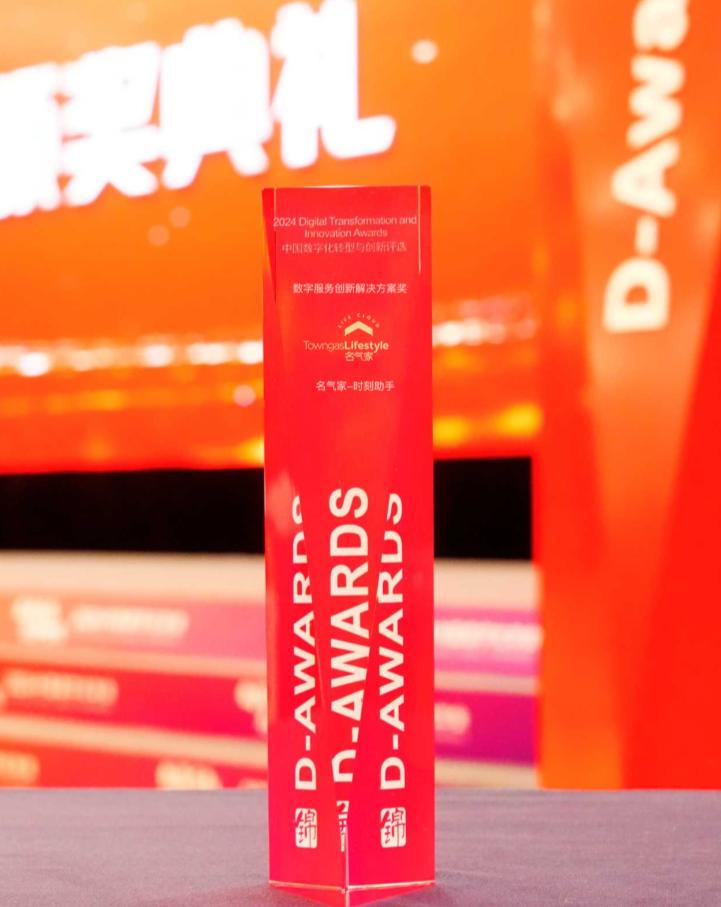 奖典礼
D-Awa
2024 Digital Transformation and
Innovation Awards
中国数字化转型与创新评选
数字服务创新解决方案奖
LIFE CLOUD
TowngasLifestyle
名气家
名气家-时刻助手
D-AWARDS
D-AWARDS
D-AWARDS
锦
锦